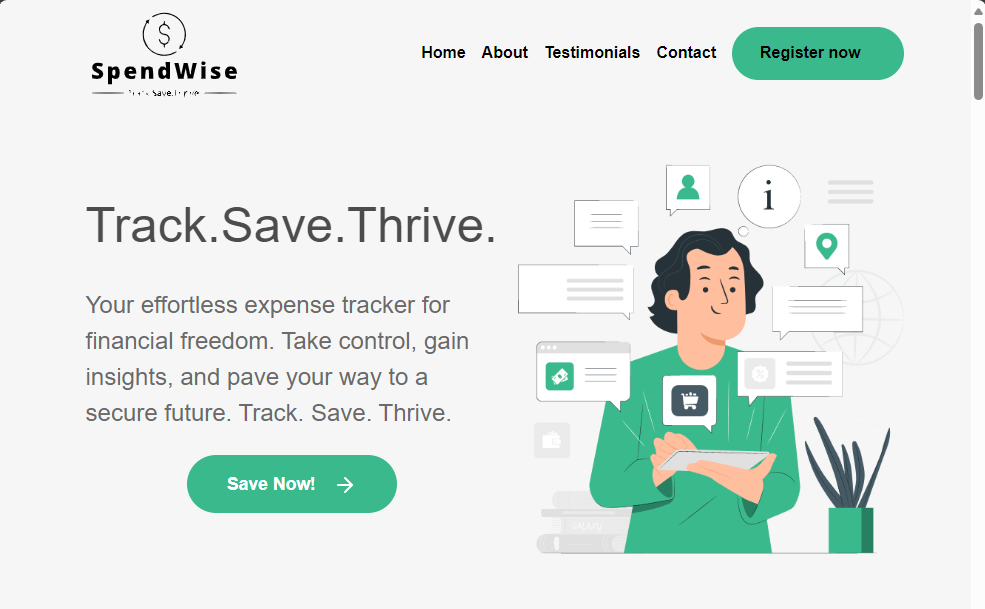 SpendWise
Track.Save.Thrive
Home About Testimonials Contact Register now
Track.Save.Thrive.
Your effortless expense tracker for
financial freedom. Take control, gain
insights, and pave your way to a
secure future. Track. Save. Thrive.
Save Now!
i
$